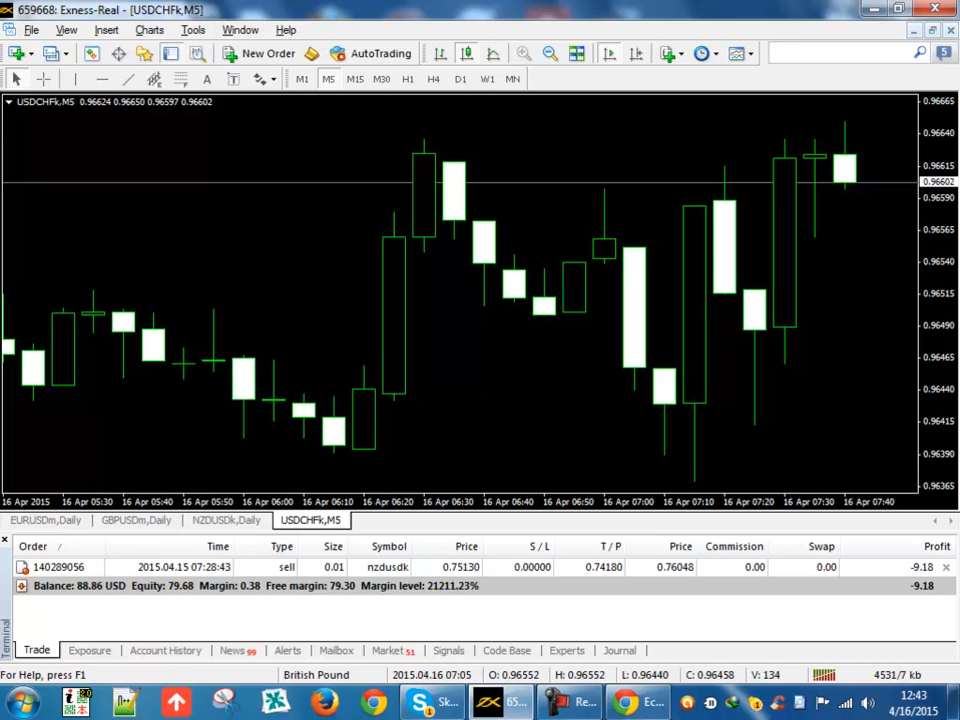 659668: Exness-Real - [USDCHFk,M5]
File View Insert Charts Tools Window Help
New Order AutoTrading 5
A T M1 M5 M15 M30 H1 H4 D1 W1 MN
USDCHFk,M5 0.96624 0.96650 0.96597 0.96602
0.96665
0.96640
0.96615
0.96602
0.96590
0.96565
0.96540
0.96515
0.96490
0.96465
0.96440
0.96415
0.96390
0.96365
16 Apr 2015 16 Apr 05:30 16 Apr 05:40 16 Apr 05:50 16 Apr 06:00 16 Apr 06:10 16 Apr 06:20 16 Apr 06:30 16 Apr 06:40 16 Apr 06:50 16 Apr 07:00 16 Apr 07:10 16 Apr 07:20 16 Apr 07:30 16 Apr 07:40
EURUSDm,Daily GBPUSDm,Daily NZDUSDk,Daily USDCHFk,M5
Order / Time Type Size Symbol Price S / L T / P Price Commission Swap Profit
140289056 2015.04.15 07:28:43 sell 0.01 nzdusdk 0.75130 0.00000 0.74180 0.76048 0.00 0.00 -9.18
Balance: 88.86 USD Equity: 79.68 Margin: 0.38 Free margin: 79.30 Margin level: 21211.23% -9.18
Terminal
Trade Exposure Account History News 99 Alerts Mailbox Market 51 Signals Code Base Experts Journal
For Help, press F1 British Pound 2015.04.16 07:05 O: 0.96552 H: 0.96552 L: 0.96440 C: 0.96458 V: 134 4531/7 kb
Sk... 65... Re... Ec... 12:43
4/16/2015